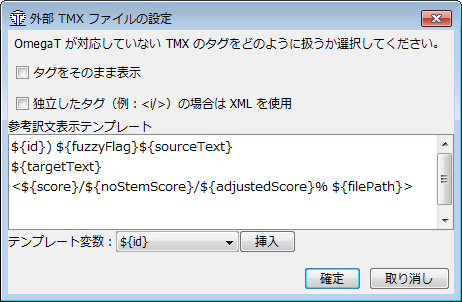 外部 TMX ファイルの設定
OmegaT が対応していない TMX のタグをどのように扱うか選択してください。
タグをそのまま表示
独立したタグ（例：<i/>）の場合は XML を使用
参考訳文表示テンプレート
${id}) ${fuzzyFlag}${sourceText}
${targetText}
<${score}/${noStemScore}/${adjustedScore}% ${filePath}>
テンプレート変数： ${id} 挿入
確定 取り消し